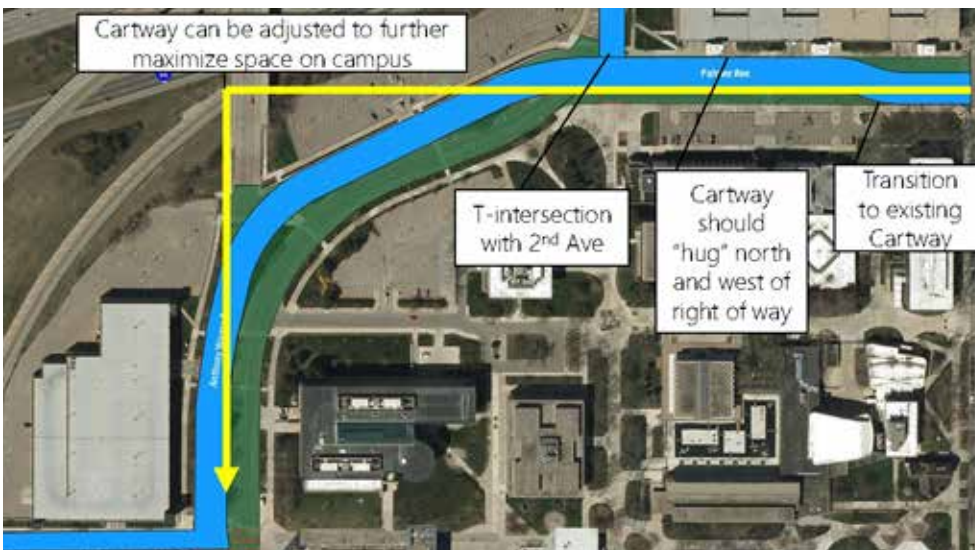 Cartway can be adjusted to further
maximize space on campus
T-intersection
with 2nd Ave
Cartway
should
"hug" north
and west of
right of way
Transition
to existing
Cartway
Ave